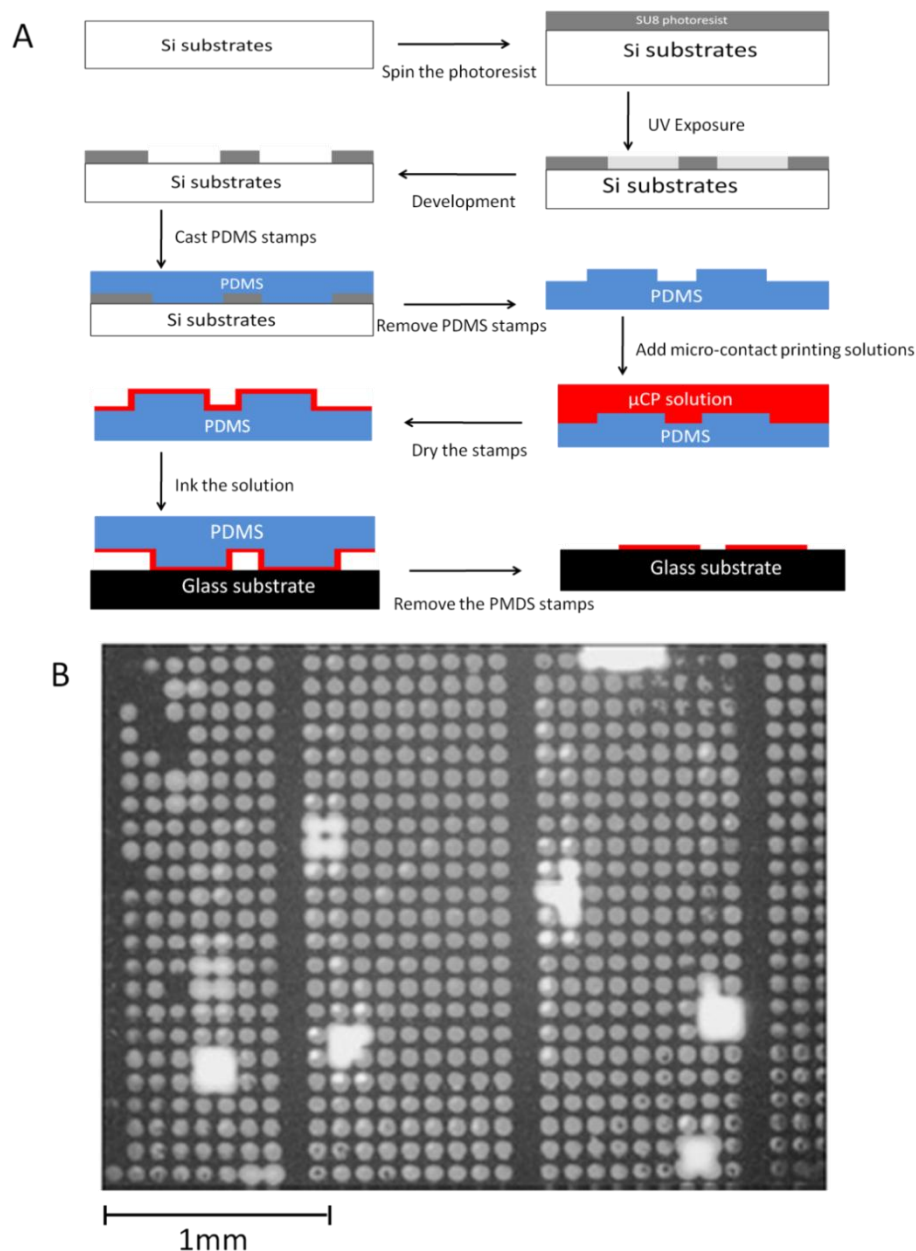 A
Si substrates
Spin the photoresist
SU8 photoresist
Si substrates
UV Exposure
Si substrates
Development
Si substrates
Cast PDMS stamps
PDMS
Si substrates
Remove PDMS stamps
PDMS
Add micro-contact printing solutions
μCP solution
PDMS
Dry the stamps
PDMS
Ink the solution
PDMS
Glass substrate
Remove the PMDS stamps
Glass substrate
B
1mm